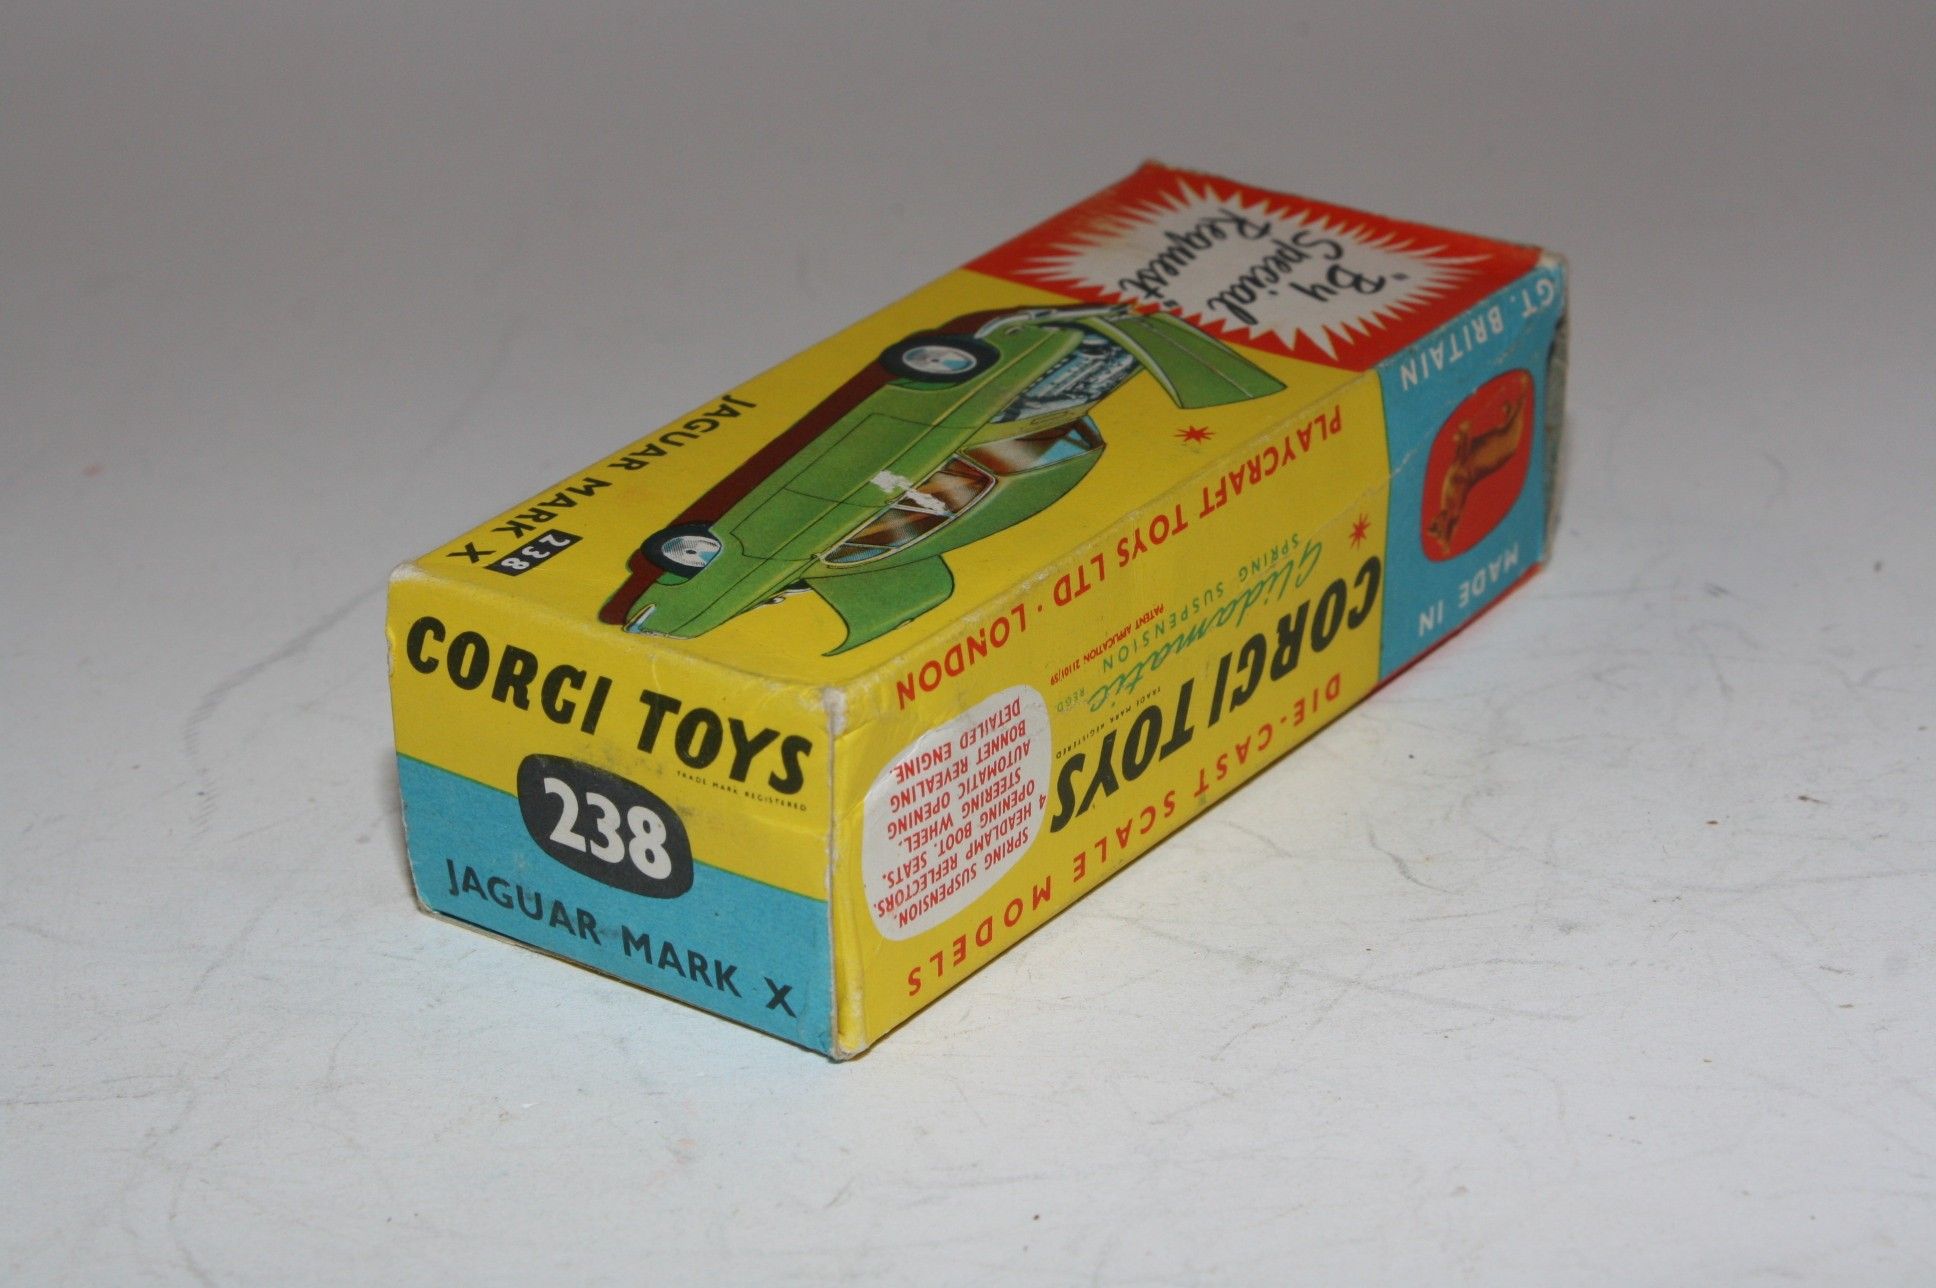 CORGI TOYS
TRADE MARK REGISTERED
238
JAGUAR MARK X
JAGUAR MARK X
238
"By
Special
Request"
PLAYCRAFT TOYS LTD · LONDON
Glidamatic
REGD.
SPRING SUSPENSION
PATENT APPLICATION 21101/59
CORGI TOYS
TRADE MARK REGISTERED
DIE-CAST SCALE MODELS
SPRING SUSPENSION.
HEADLAMP REFLECTORS.
4 OPENING BOOT. SEATS.
STEERING WHEEL.
AUTOMATIC OPENING
BONNET REVEALING
DETAILED ENGINE.
MADE IN
GT. BRITAIN